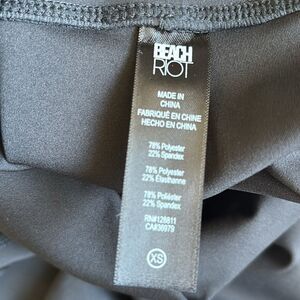 BEACH
RIOT
MADE IN
CHINA
FABRIQUÉ EN CHINE
HECHO EN CHINA
78% Polyester
22% Spandex
78% Polyester
22% Élasthanne
78% Poliéster
22% Spandex
RN#128811
CA#36979
XS